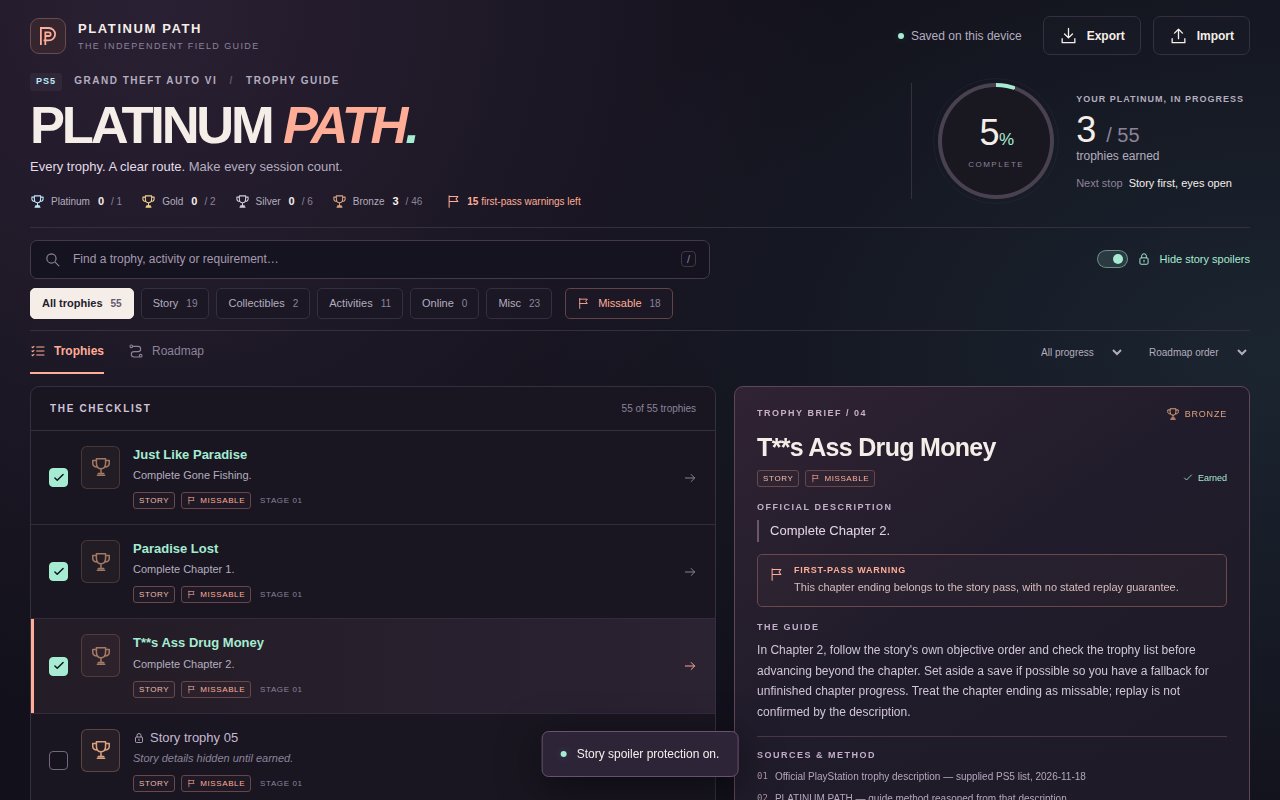 PLATINUM PATH
THE INDEPENDENT FIELD GUIDE
Saved on this device
Export
Import
PS5 GRAND THEFT AUTO VI / TROPHY GUIDE
PLATINUM PATH.
Every trophy. A clear route. Make every session count.
Platinum 0 / 1 Gold 0 / 2 Silver 0 / 6 Bronze 3 / 46 15 first-pass warnings left
5%
COMPLETE
YOUR PLATINUM, IN PROGRESS
3 / 55
trophies earned
Next stop Story first, eyes open
Find a trophy, activity or requirement…
/
Hide story spoilers
All trophies 55 Story 19 Collectibles 2 Activities 11 Online 0 Misc 23 Missable 18
Trophies Roadmap
All progress Roadmap order
THE CHECKLIST 55 of 55 trophies
Just Like Paradise
Complete Gone Fishing.
STORY MISSABLE STAGE 01
Paradise Lost
Complete Chapter 1.
STORY MISSABLE STAGE 01
T**s Ass Drug Money
Complete Chapter 2.
STORY MISSABLE STAGE 01
Story trophy 05
Story details hidden until earned.
STORY MISSABLE STAGE 01
TROPHY BRIEF / 04 BRONZE
T**s Ass Drug Money
STORY MISSABLE Earned
OFFICIAL DESCRIPTION
Complete Chapter 2.
FIRST-PASS WARNING
This chapter ending belongs to the story pass, with no stated replay guarantee.
THE GUIDE
In Chapter 2, follow the story's own objective order and check the trophy list before
advancing beyond the chapter. Set aside a save if possible so you have a fallback for
unfinished chapter progress. Treat the chapter ending as missable; replay is not
confirmed by the description.
SOURCES & METHOD
01 Official PlayStation trophy description — supplied PS5 list, 2026-11-18
02 PLATINUM PATH — guide method reasoned from that description
Story spoiler protection on.